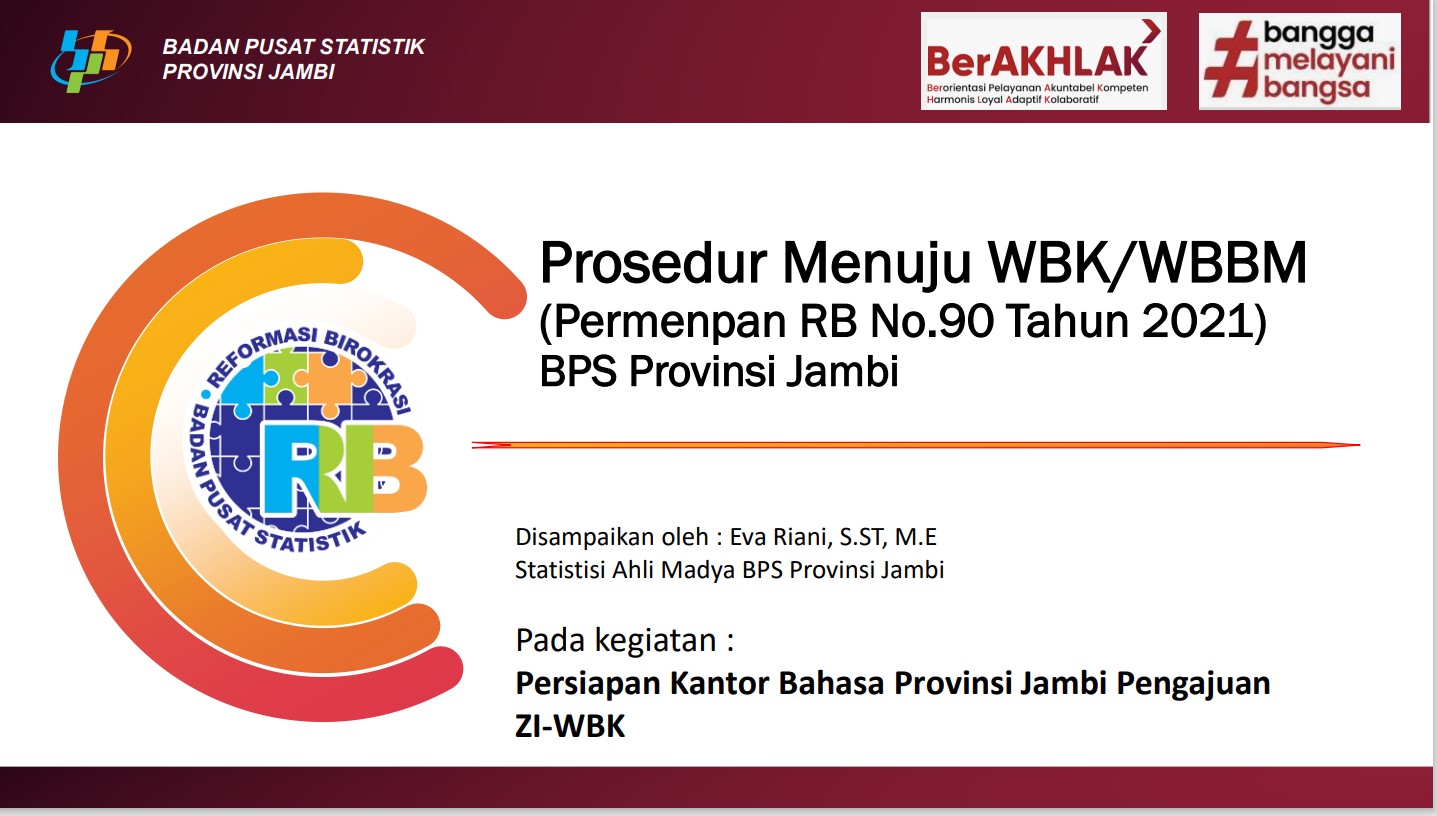 BADAN PUSAT STATISTIK
PROVINSI JAMBI
BerAKHLAK
Berorientasi Pelayanan Akuntabel Kompeten
Harmonis Loyal Adaptif Kolaboratif
# bangga
melayani
bangsa
Prosedur Menuju WBK/WBBM
(Permenpan RB No.90 Tahun 2021)
BPS Provinsi Jambi
REFORMASI BIROKRASI
BADAN PUSAT STATISTIK
RB
Disampaikan oleh : Eva Riani, S.ST, M.E
Statistisi Ahli Madya BPS Provinsi Jambi
Pada kegiatan :
Persiapan Kantor Bahasa Provinsi Jambi Pengajuan
ZI-WBK